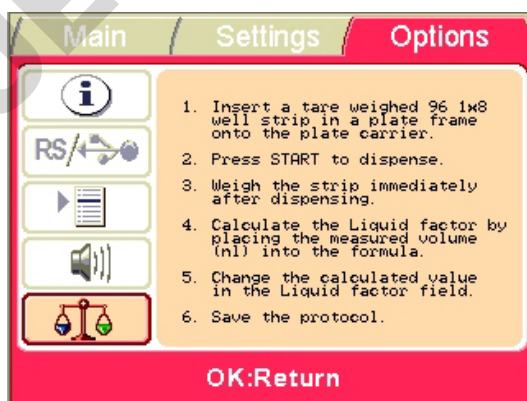 Main
Settings
Options
i
RS/
1. Insert a tare weighed 96 1x8
well strip in a plate frame
onto the plate carrier.
2. Press START to dispense.
3. Weigh the strip immediately
after dispensing.
4. Calculate the Liquid factor by
placing the measured volume
(nl) into the formula.
5. Change the calculated value
in the Liquid factor field.
6. Save the protocol.
OK:Return